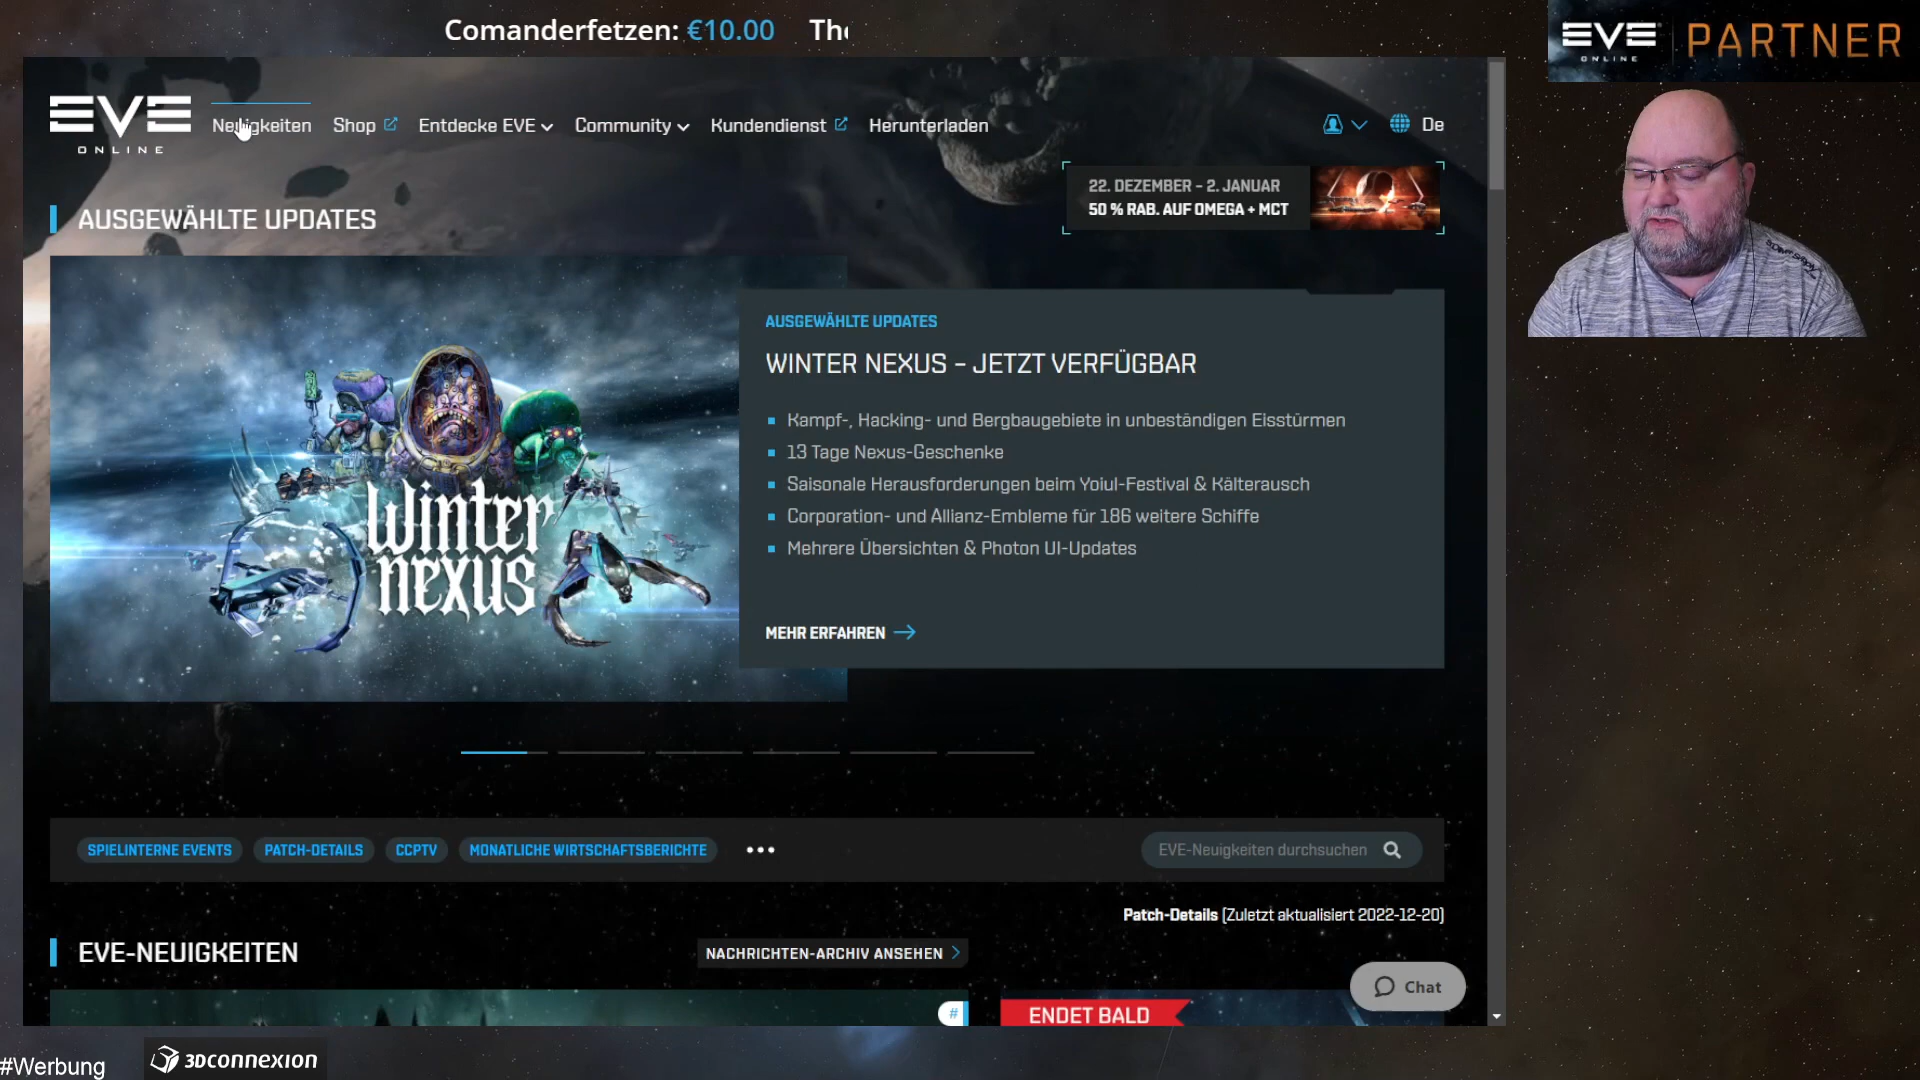 Comanderfetzen: €10.00 The
EVE ONLINE PARTNER
EVE
ONLINE
Neuigkeiten Shop Entdecke EVE Community Kundendienst Herunterladen De
22. DEZEMBER – 2. JANUAR
50 % RAB. AUF OMEGA + MCT
AUSGEWÄHLTE UPDATES
AUSGEWÄHLTE UPDATES
WINTER NEXUS – JETZT VERFÜGBAR
Kampf-, Hacking- und Bergbaugebiete in unbeständigen Eisstürmen
13 Tage Nexus-Geschenke
Saisonale Herausforderungen beim Yoiul-Festival & Kälterausch
Corporation- und Allianz-Embleme für 186 weitere Schiffe
Mehrere Übersichten & Photon UI-Updates
MEHR ERFAHREN
Winter
nexus
SPIELINTERNE EVENTS PATCH-DETAILS CCPTV MONATLICHE WIRTSCHAFTSBERICHTE ••• EVE-Neuigkeiten durchsuchen
Patch-Details (Zuletzt aktualisiert 2022-12-20)
EVE-NEUIGKEITEN
NACHRICHTEN-ARCHIV ANSEHEN
Chat
#
ENDET BALD
#Werbung
3Dconnexion